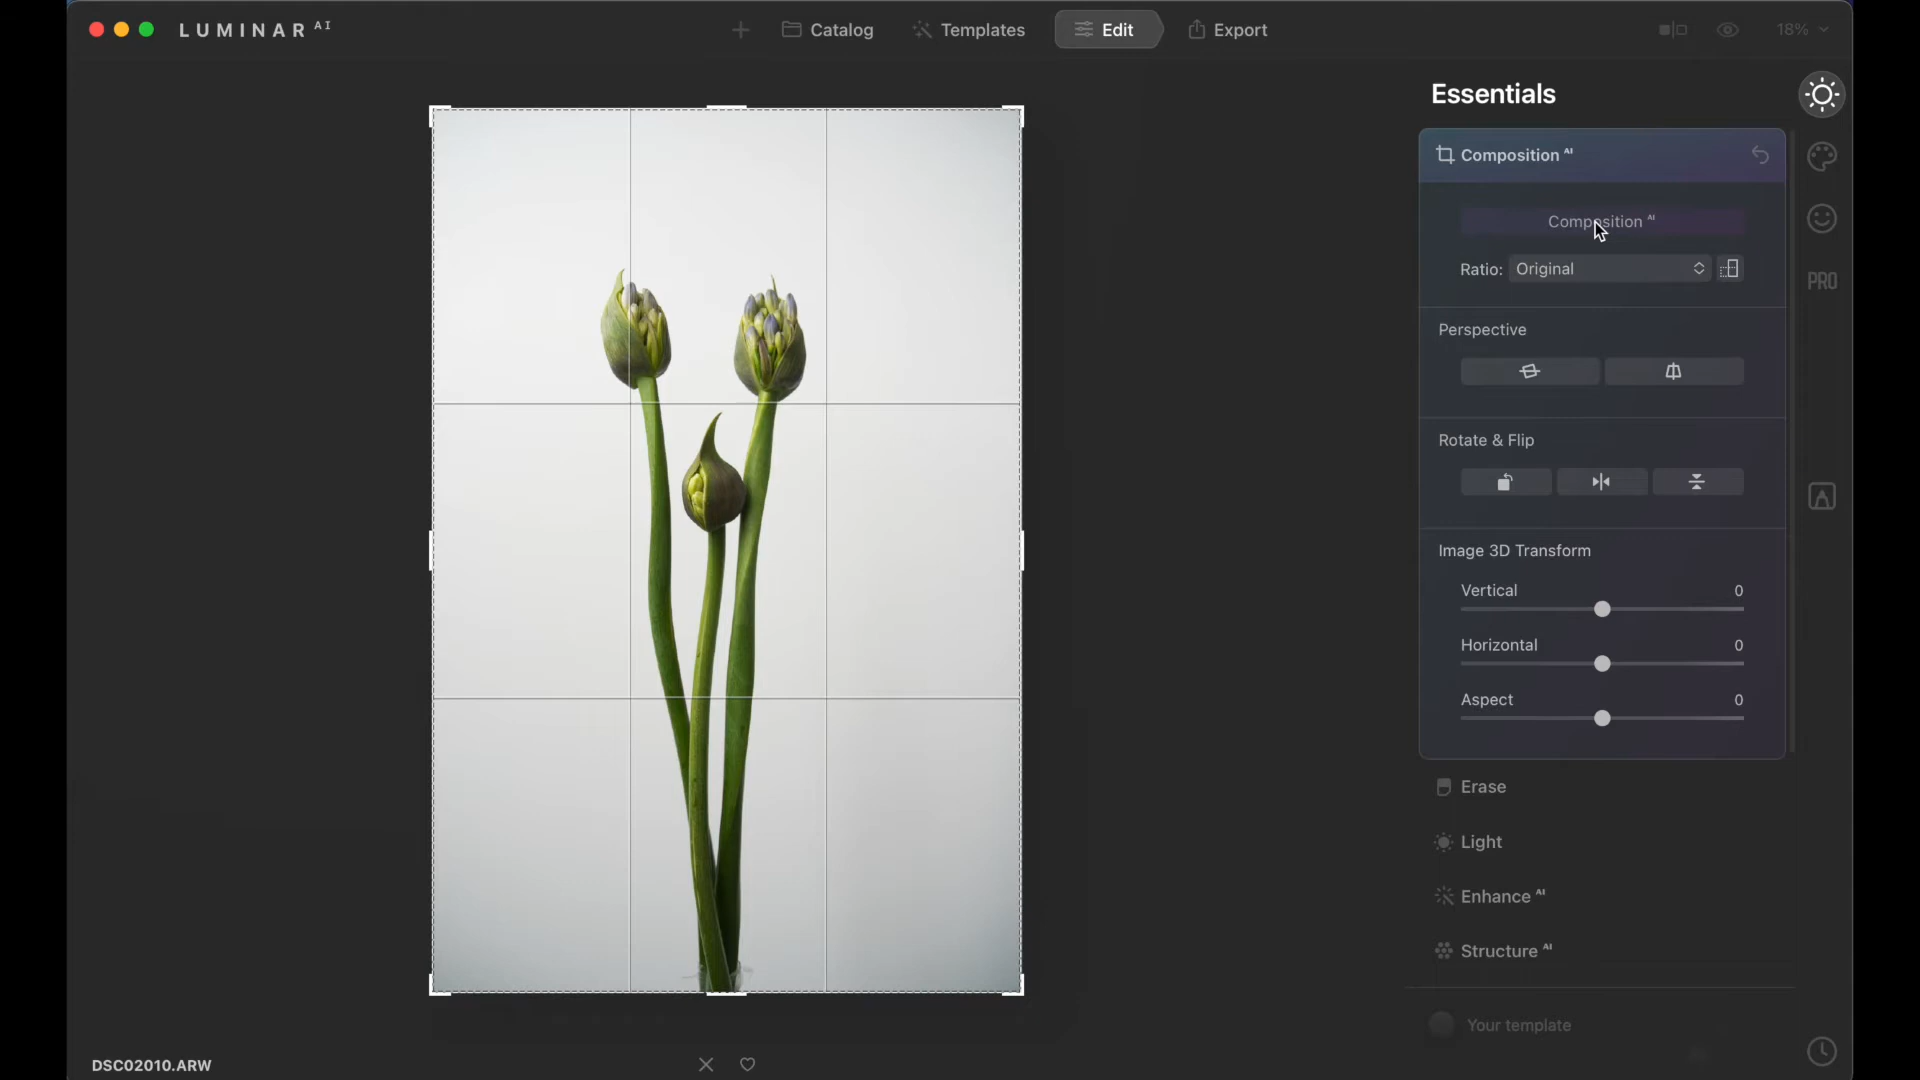 LUMINAR AI
Catalog
Templates
Edit
Export
18%
Essentials
Composition AI
Composition AI
Ratio: Original
PRO
Perspective
Rotate & Flip
Image 3D Transform
Vertical 0
Horizontal 0
Aspect 0
Erase
Light
Enhance AI
Structure AI
Your template
DSC02010.ARW